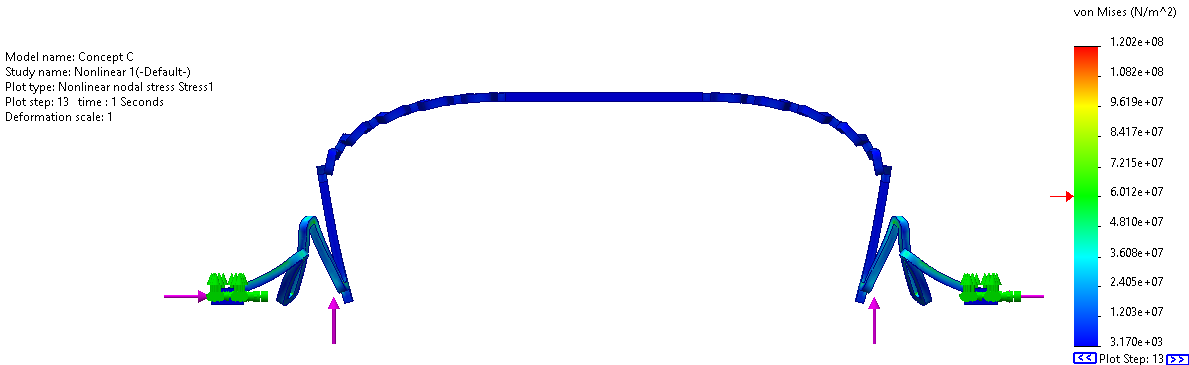 von Mises (N/m^2)
Model name: Concept C
Study name: Nonlinear 1(-Default-)
Plot type: Nonlinear nodal stress Stress1
Plot step: 13 time : 1 Seconds
Deformation scale: 1
1.202e+08
1.082e+08
9.619e+07
8.417e+07
7.215e+07
6.012e+07
4.810e+07
3.608e+07
2.405e+07
1.203e+07
3.170e+03
<< Plot Step: 13 >>